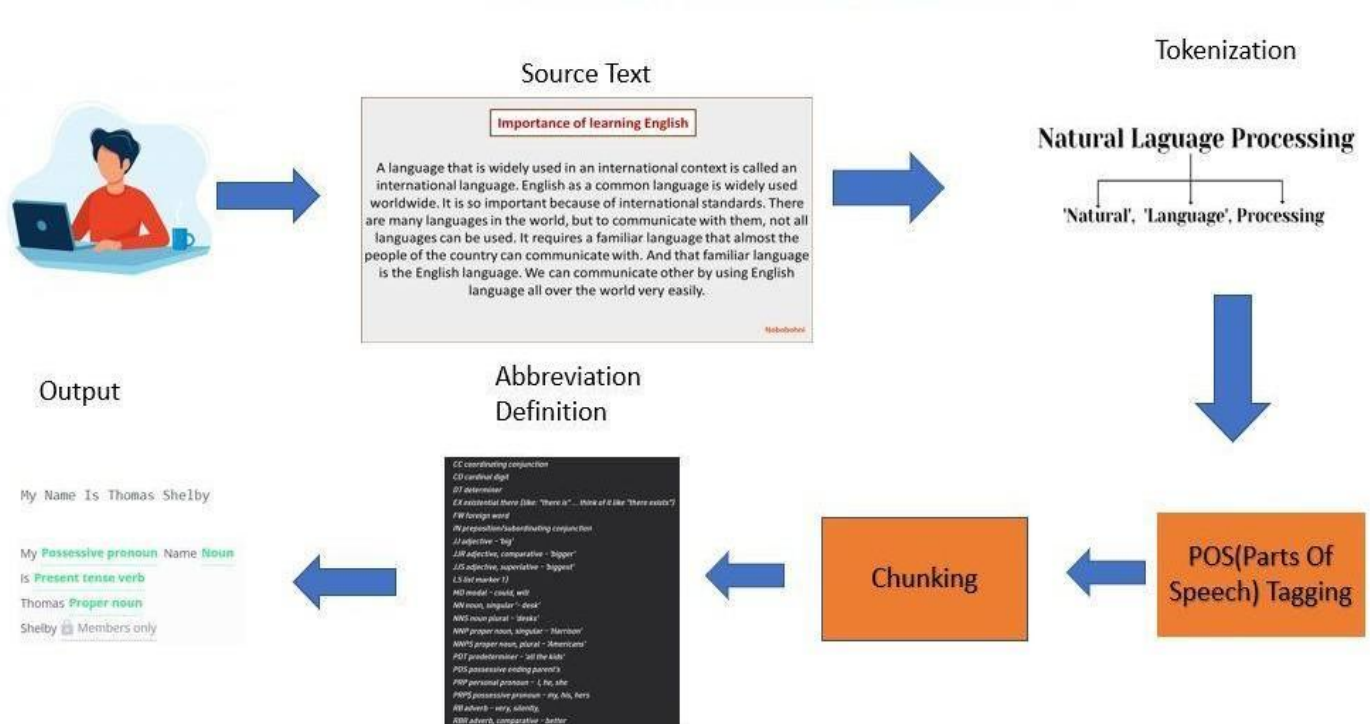 Source Text
Importance of learning English
A language that is widely used in an international context is called an
international language. English as a common language is widely used
worldwide. It is so important because of international standards. There
are many languages in the world, but to communicate with them, not all
languages can be used. It requires a familiar language that almost the
people of the country can communicate with. And that familiar language
is the English language. We can communicate other by using English
language all over the world very easily.
Nobobohni
Tokenization
Natural Laguage Processing
'Natural', 'Language', Processing
POS(Parts Of
Speech) Tagging
Chunking
Abbreviation
Definition
CC coordinating conjunction
CD cardinal digit
DT determiner
EX existential there (like: "there is" ... think of it like "there exists")
FW foreign word
IN preposition/subordinating conjunction
JJ adjective - 'big'
JJR adjective, comparative - 'bigger'
JJS adjective, superlative - 'biggest'
LS list marker 1)
MD modal - could, will
NN noun, singular '- desk'
NNS noun plural - 'desks'
NNP proper noun, singular - 'Harrison'
NNPS proper noun, plural - 'Americans'
PDT predeterminer - 'all the kids'
POS possessive ending parent's
PRP personal pronoun - I, he, she
PRP$ possessive pronoun - my, his, hers
RB adverb - very, silently,
RBR adverb, comparative - better
Output
My Name Is Thomas Shelby
My Possessive pronoun Name Noun
Is Present tense verb
Thomas Proper noun
Shelby Members only